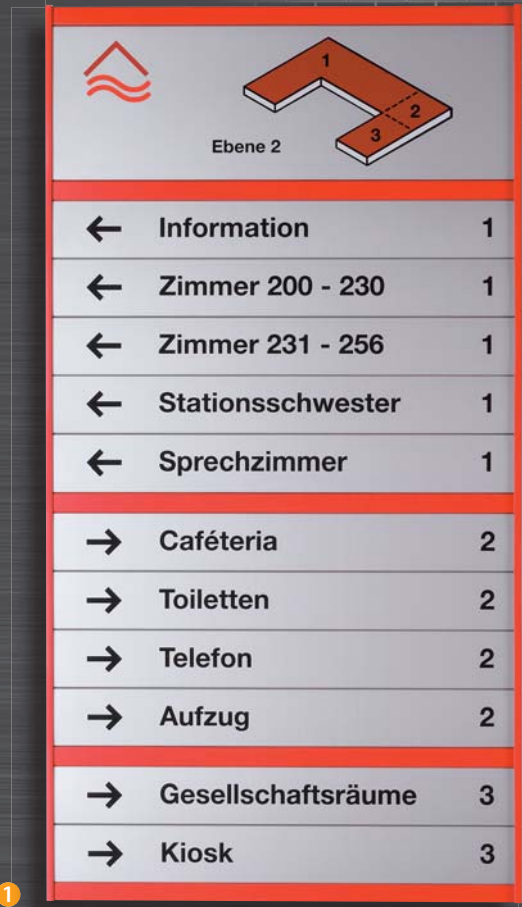 1
2
3
Ebene 2
← Information 1
← Zimmer 200 - 230 1
← Zimmer 231 - 256 1
← Stationsschwester 1
← Sprechzimmer 1
→ Caféteria 2
→ Toiletten 2
→ Telefon 2
→ Aufzug 2
→ Gesellschaftsräume 3
→ Kiosk 3
1